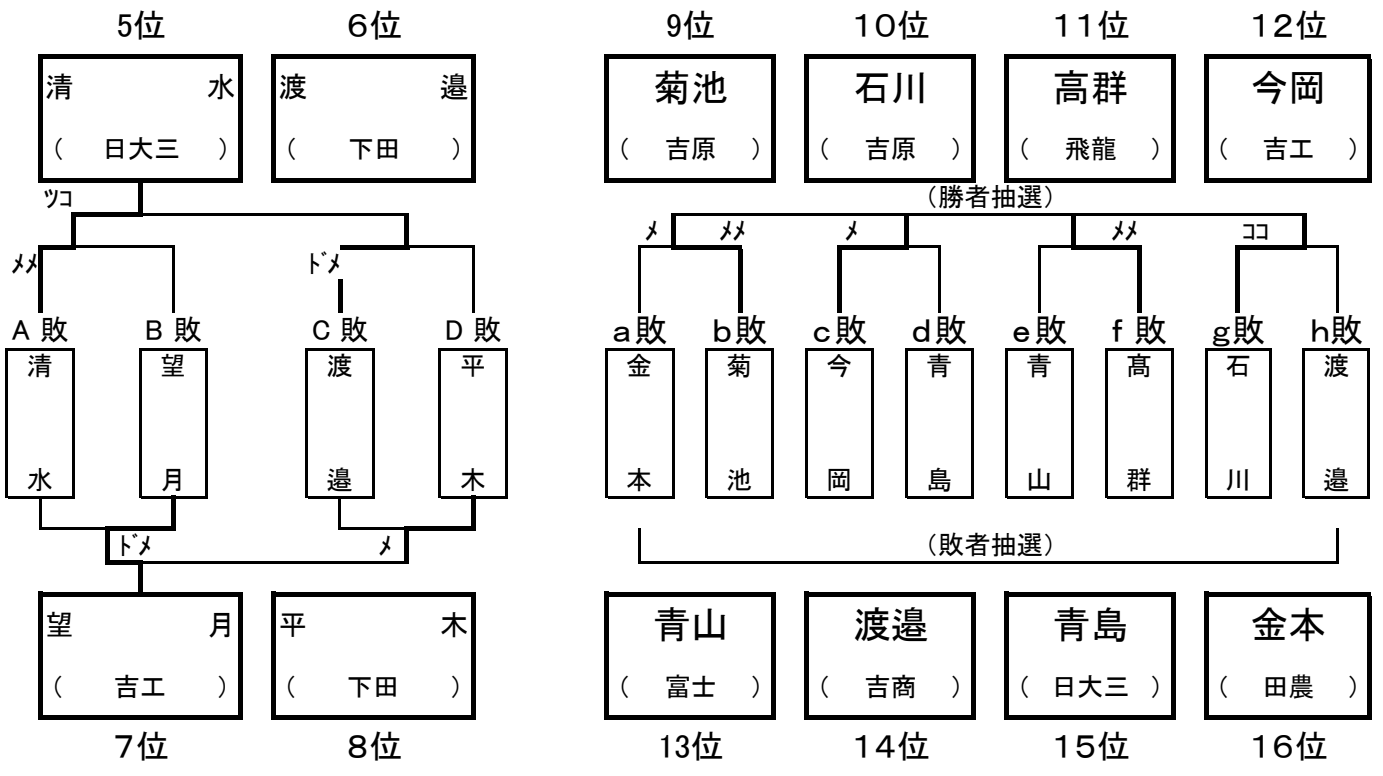 5位 6位 9位 10位 11位 12位
清水 渡邉 菊池 石川 高群 今岡
( 日大三 ) ( 下田 ) ( 吉原 ) ( 吉原 ) ( 飛龍 ) ( 吉工 )
ﾂｺ (勝者抽選)
ﾒﾒ ﾄﾞﾒ ﾒ ﾒﾒ ﾒ ﾒﾒ ｺｺ
A敗 B敗 C敗 D敗 a敗 b敗 c敗 d敗 e敗 f敗 g敗 h敗
清水 望月 渡邉 平木 金本 菊池 今岡 青島 青山 髙群 石川 渡邉
ﾄﾞﾒ ﾒ (敗者抽選)
望月 平木 青山 渡邉 青島 金本
( 吉工 ) ( 下田 ) ( 富士 ) ( 吉商 ) ( 日大三 ) ( 田農 )
7位 8位 13位 14位 15位 16位